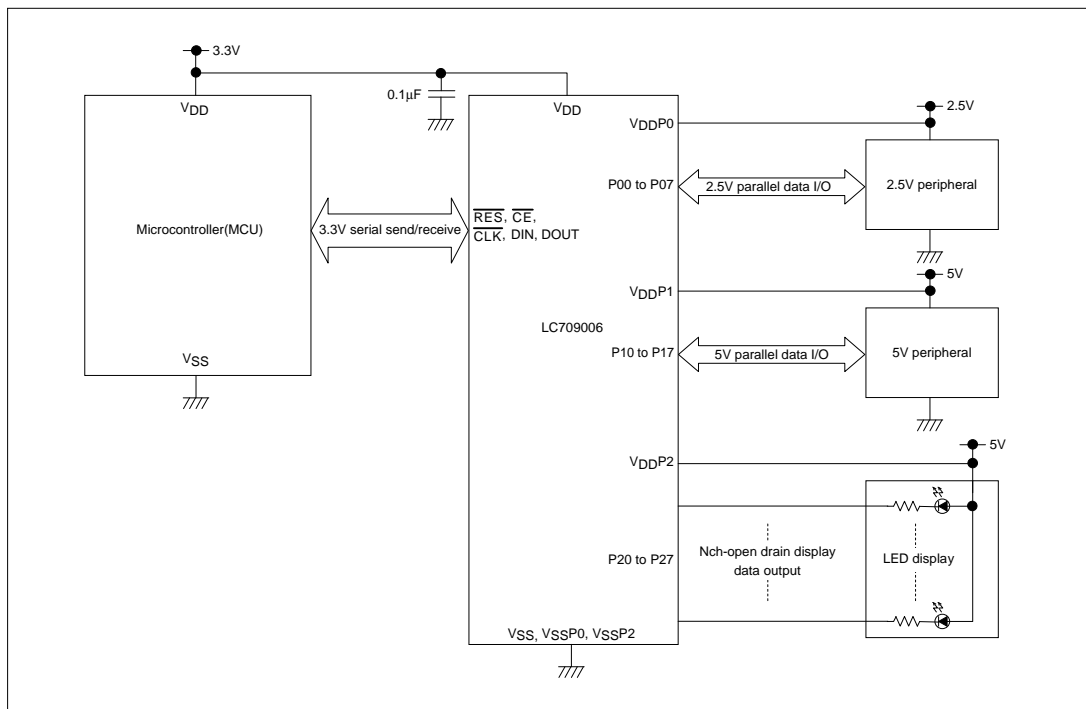 3.3V
0.1μF
VDD
VDD
VDDP0
2.5V
P00 to P07
2.5V parallel data I/O
2.5V peripheral
Microcontroller(MCU)
3.3V serial send/receive
RES, CE,
CLK, DIN, DOUT
VDDP1
5V
LC709006
P10 to P17
5V parallel data I/O
5V peripheral
VSS
VDDP2
5V
P20 to P27
Nch-open drain display
data output
LED display
VSS, VSSP0, VSSP2